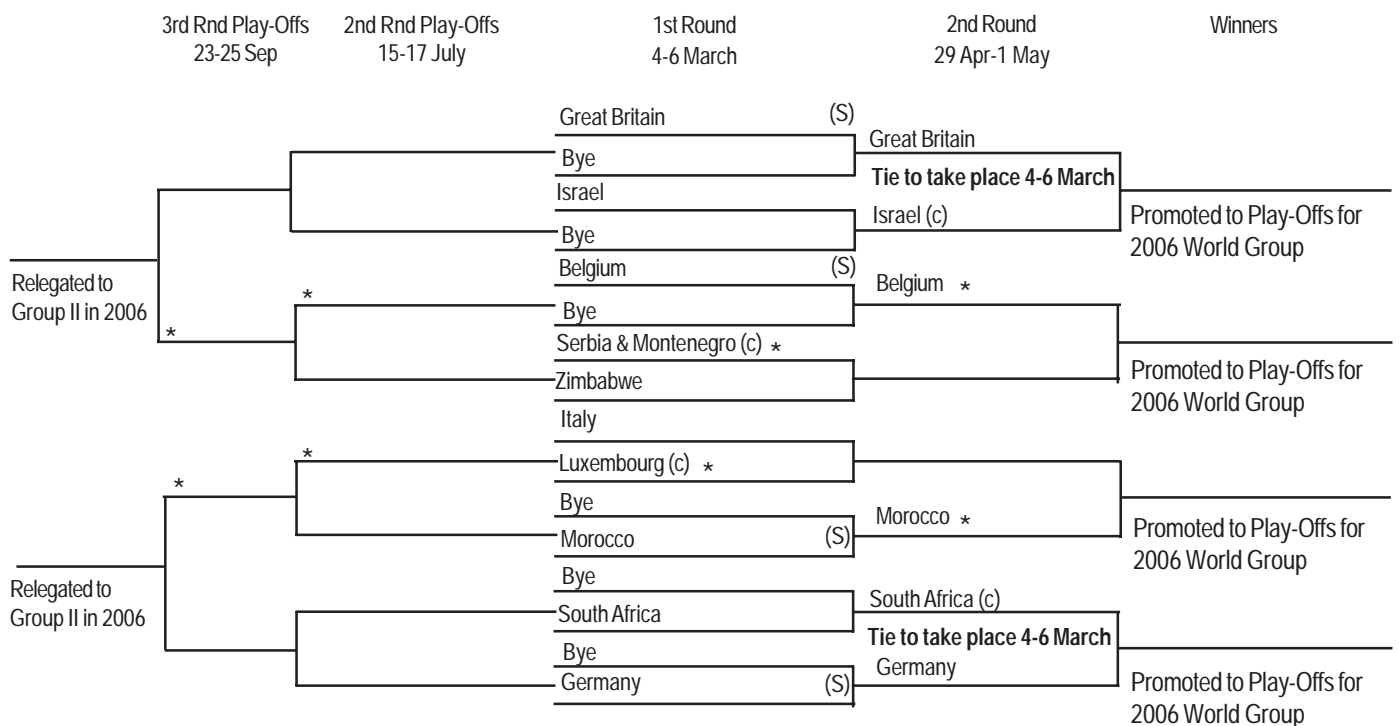 3rd Rnd Play-Offs
23-25 Sep
2nd Rnd Play-Offs
15-17 July
1st Round
4-6 March
2nd Round
29 Apr-1 May
Winners
Great Britain (S)
Bye
Israel
Bye
Belgium (S)
Bye
Serbia & Montenegro (c) *
Zimbabwe
Italy
Luxembourg (c) *
Bye
Morocco (S)
Bye
South Africa
Bye
Germany (S)
Great Britain
Tie to take place 4-6 March
Israel (c)
Belgium *
Morocco *
South Africa (c)
Tie to take place 4-6 March
Germany
Promoted to Play-Offs for
2006 World Group
Promoted to Play-Offs for
2006 World Group
Promoted to Play-Offs for
2006 World Group
Promoted to Play-Offs for
2006 World Group
Relegated to
Group II in 2006
*
*
*
*
Relegated to
Group II in 2006